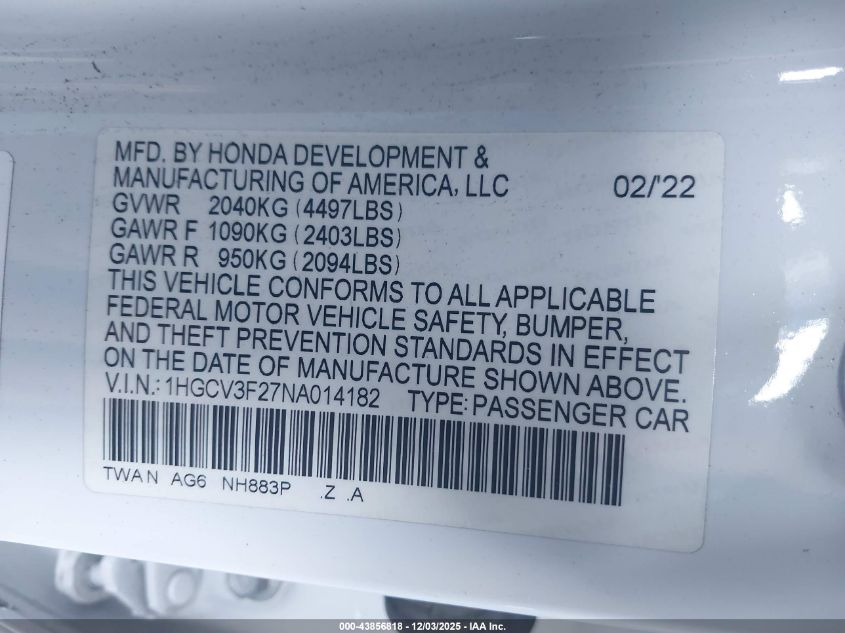 MFD. BY HONDA DEVELOPMENT &
MANUFACTURING OF AMERICA, LLC 02/'22
GVWR 2040KG (4497LBS)
GAWR F 1090KG (2403LBS)
GAWR R 950KG (2094LBS)
THIS VEHICLE CONFORMS TO ALL APPLICABLE
FEDERAL MOTOR VEHICLE SAFETY, BUMPER,
AND THEFT PREVENTION STANDARDS IN EFFECT
ON THE DATE OF MANUFACTURE SHOWN ABOVE.
V.I.N.: 1HGCV3F27NA014182 TYPE: PASSENGER CAR
TWAN AG6 NH883P .Z .A
000-43856818 - 12/03/2025 - IAA Inc.